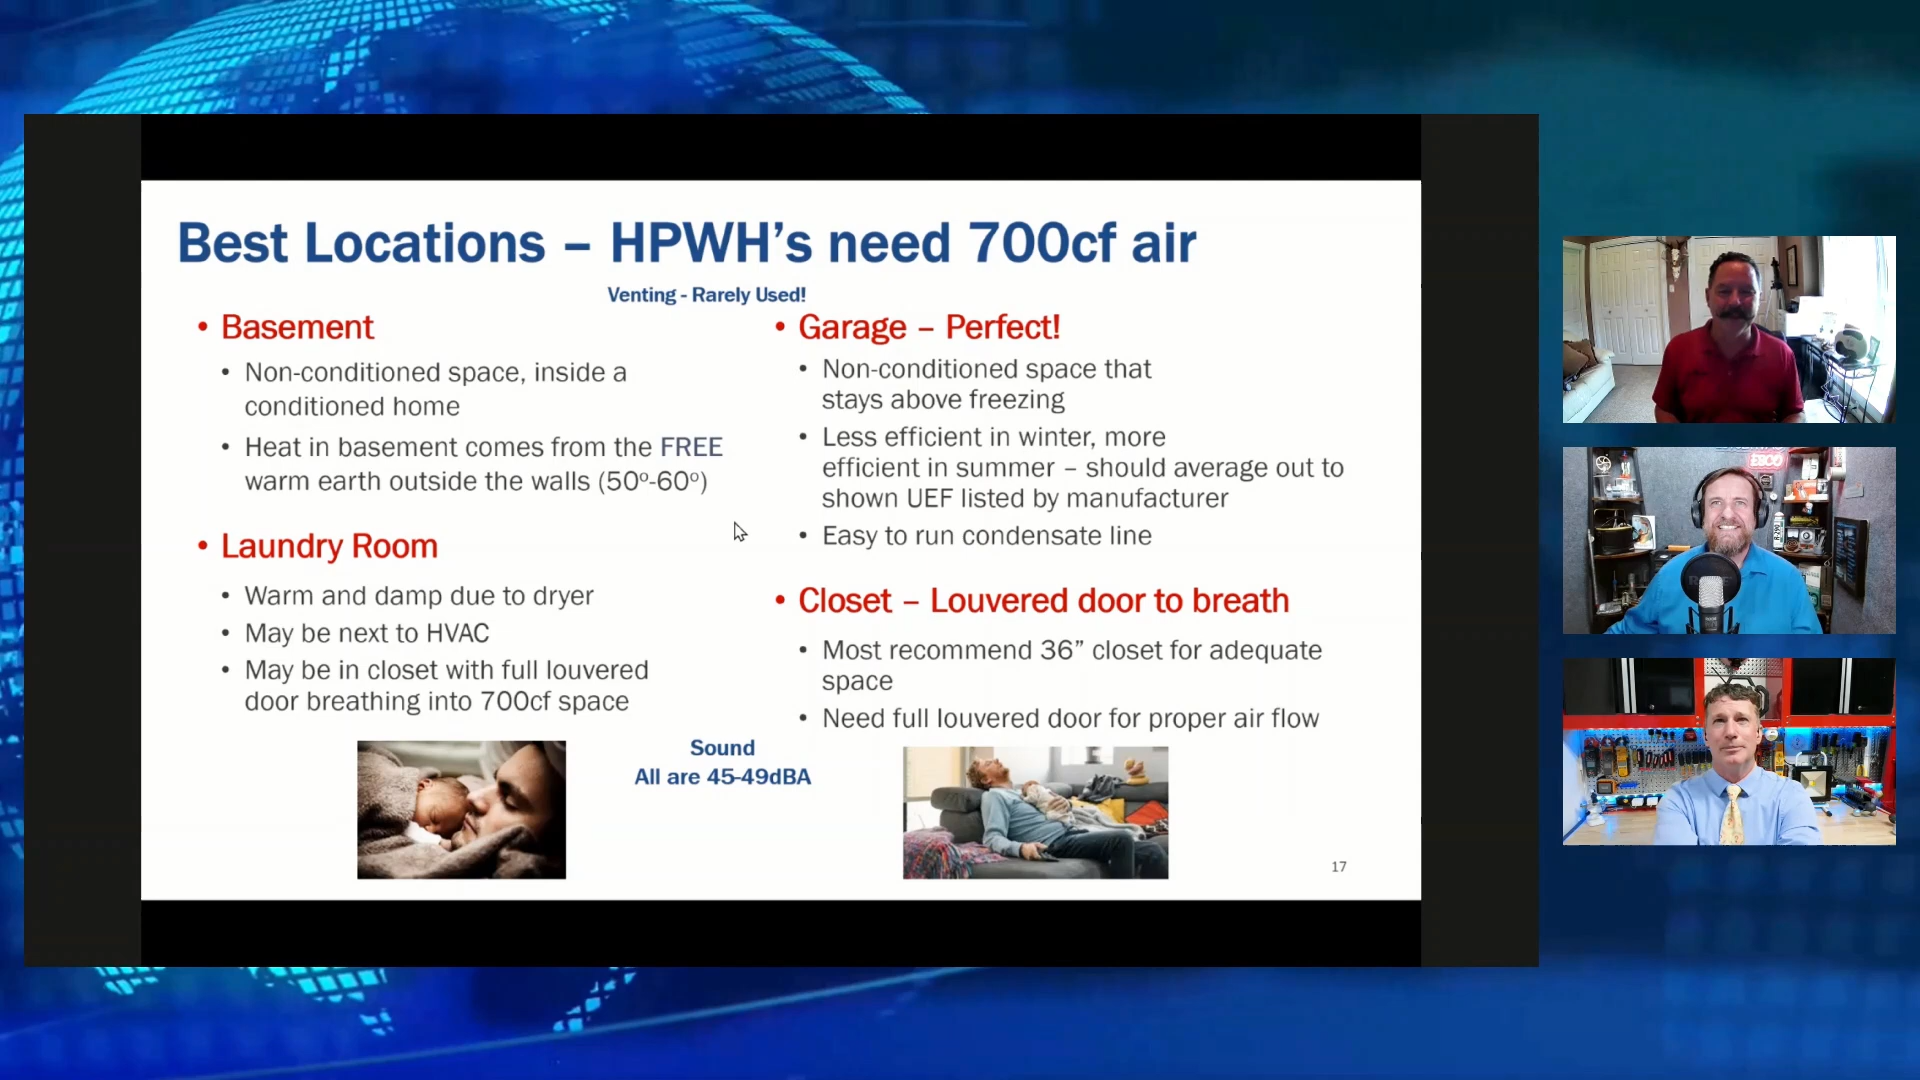 Best Locations – HPWH's need 700cf air
Venting - Rarely Used!
• Basement
• Non-conditioned space, inside a
conditioned home
• Heat in basement comes from the FREE
warm earth outside the walls (50º-60º)
• Laundry Room
• Warm and damp due to dryer
• May be next to HVAC
• May be in closet with full louvered
door breathing into 700cf space
• Garage – Perfect!
• Non-conditioned space that
stays above freezing
• Less efficient in winter, more
efficient in summer – should average out to
shown UEF listed by manufacturer
• Easy to run condensate line
• Closet – Louvered door to breath
• Most recommend 36” closet for adequate
space
• Need full louvered door for proper air flow
Sound
All are 45-49dBA
17